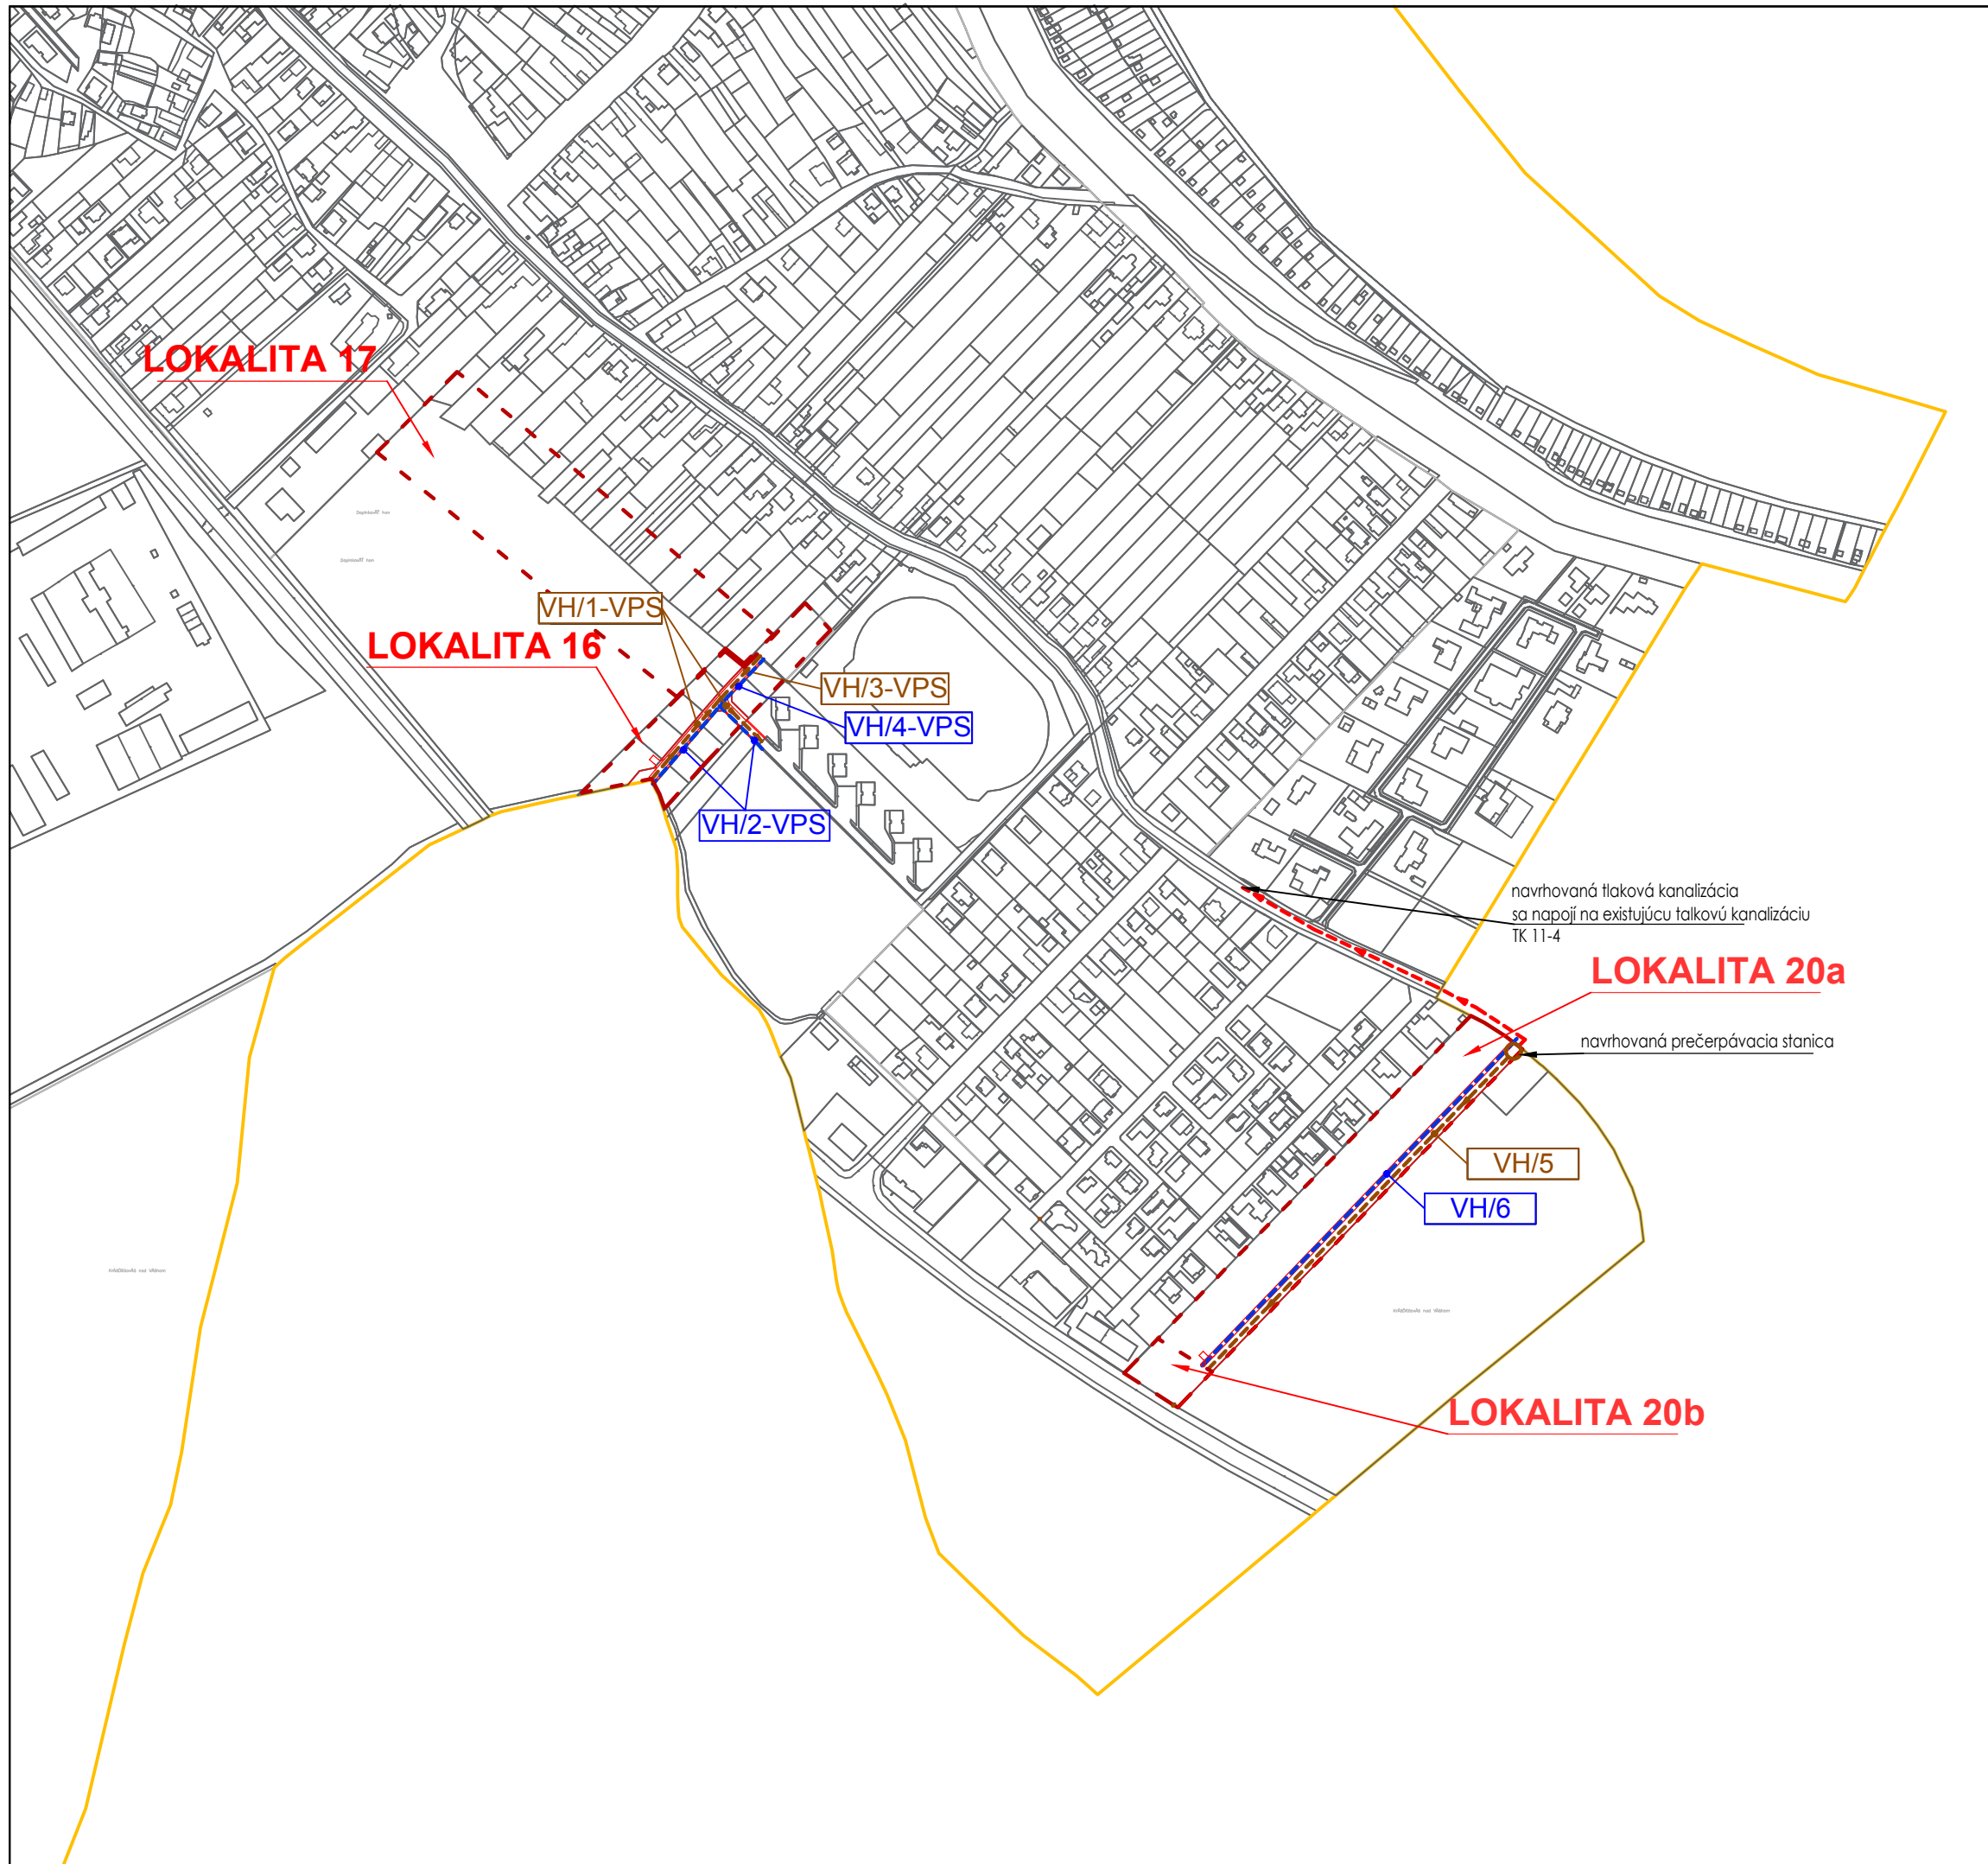 LOKALITA 17
VH/1-VPS
LOKALITA 16
VH/3-VPS
VH/4-VPS
VH/2-VPS
navrhovaná tlaková kanalizácia
sa napojí na existujúcu talkovú kanalizáciu
TK 11-4
LOKALITA 20a
navrhovaná prečerpávacia stanica
VH/5
VH/6
LOKALITA 20b